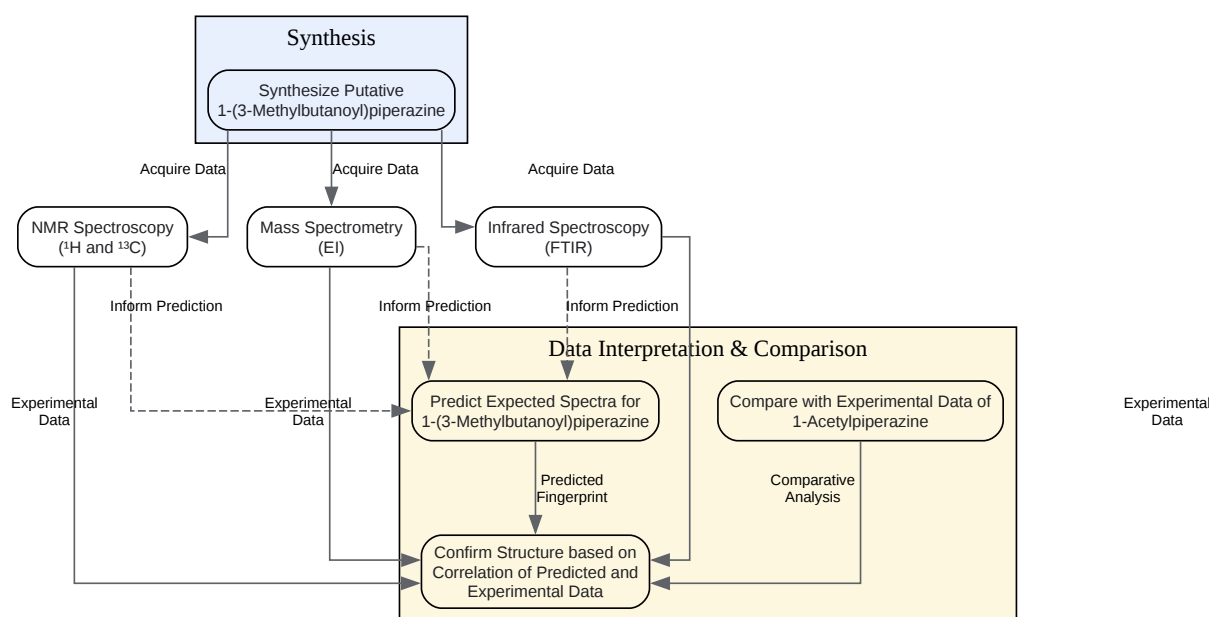 Synthesis
Synthesize Putative
1-(3-Methylbutanoyl)piperazine
Acquire Data
Acquire Data
Acquire Data
NMR Spectroscopy
(¹H and ¹³C)
Mass Spectrometry
(EI)
Infrared Spectroscopy
(FTIR)
Inform Prediction
Inform Prediction
Inform Prediction
Data Interpretation & Comparison
Experimental
Data
Experimental
Data
Predict Expected Spectra for
1-(3-Methylbutanoyl)piperazine
Compare with Experimental Data of
1-Acetylpiperazine
Experimental
Data
Predicted
Fingerprint
Comparative
Analysis
Confirm Structure based on
Correlation of Predicted and
Experimental Data